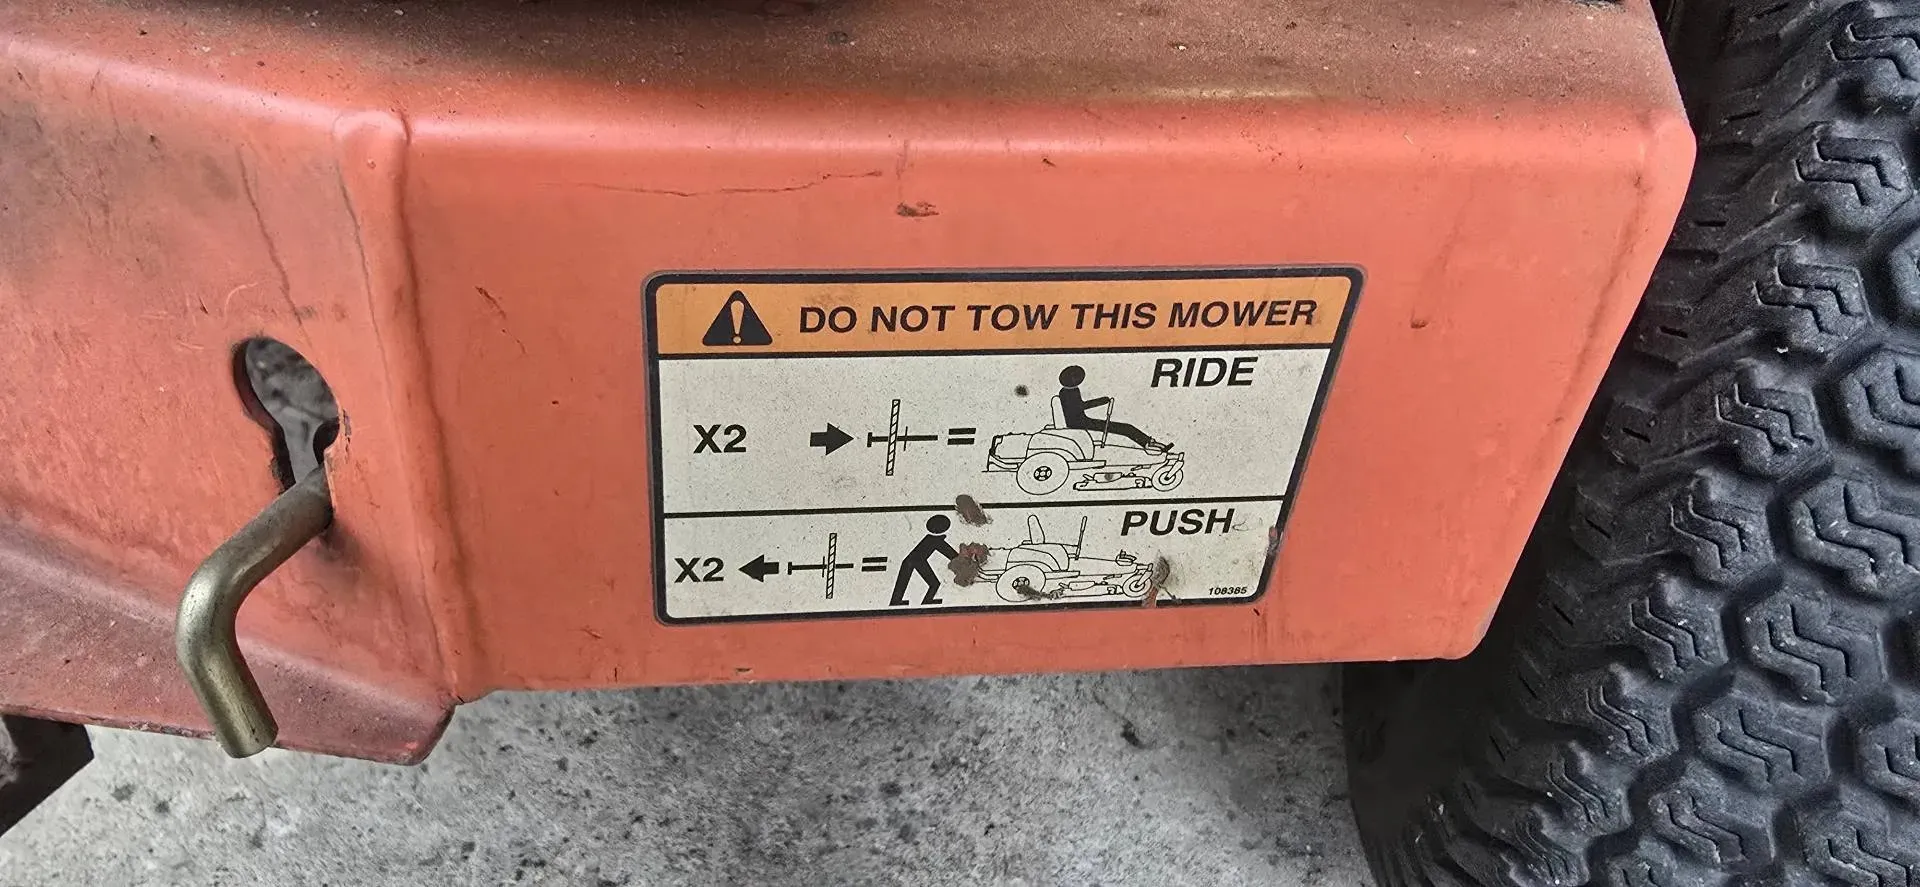 DO NOT TOW THIS MOWER
RIDE
X2 =
PUSH
X2 =
108385